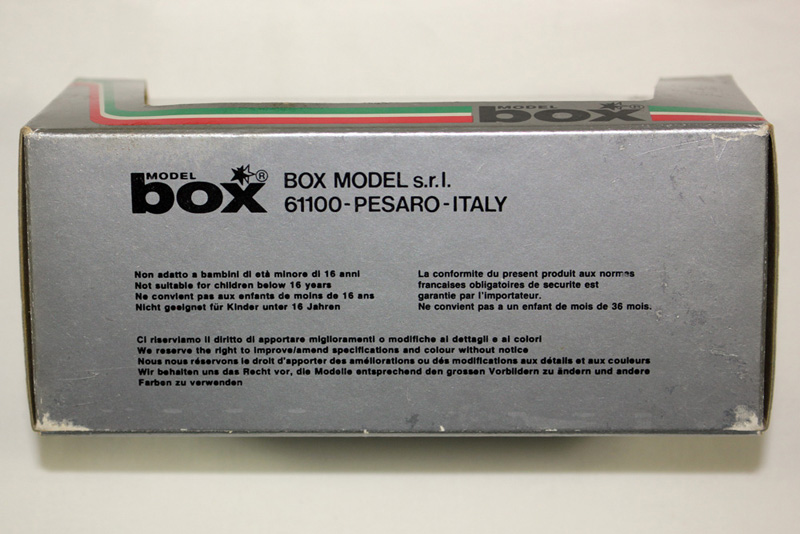 MODEL
box
MODEL
box ®
BOX MODEL s.r.l.
61100-PESARO-ITALY
Non adatto a bambini di età minore di 16 anni
Not suitable for children below 16 years
Ne convient pas aux enfants de moins de 16 ans
Nicht geeignet für Kinder unter 16 Jahren
La conformite du present produit aux normes
francaises obligatoires de securite est
garantie par l'importateur.
Ne convient pas a un enfant de mois de 36 mois.
Ci riserviamo il diritto di apportare miglioramenti o modifiche ai dettagli e ai colori
We reserve the right to improve/amend specifications and colour without notice
Nous nous réservons le droit d'apporter des améliorations ou dés modifications aux détails et aux couleurs
Wir behalten uns das Recht vor, die Modelle entsprechend den grossen Vorbildern zu ändern und andere
Farben zu verwenden